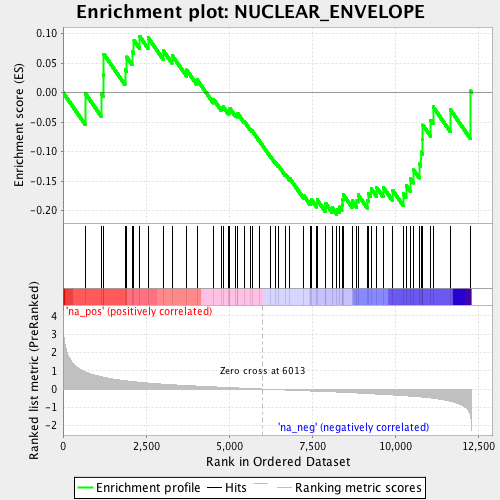 Enrichment plot: NUCLEAR_ENVELOPE
Enrichment score (ES)
0.10
0.05
0.00
-0.05
-0.10
-0.15
-0.20
'na_pos' (positively correlated)
Ranked list metric (PreRanked)
4
3
2
1
0
-1
-2
Zero cross at 6013
'na_neg' (negatively correlated)
0
2,500
5,000
7,500
10,000
12,500
Rank in Ordered Dataset
Enrichment profile
Hits
Ranking metric scores